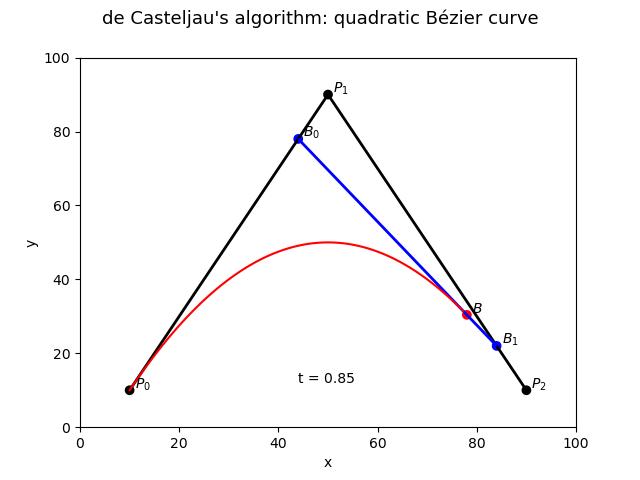 de Casteljau's algorithm: quadratic Bézier curve
100
P₁
B₀
80
60
y
40
B
B₁
20
t = 0.85
P₀
P₂
0
0 20 40 60 80 100
x